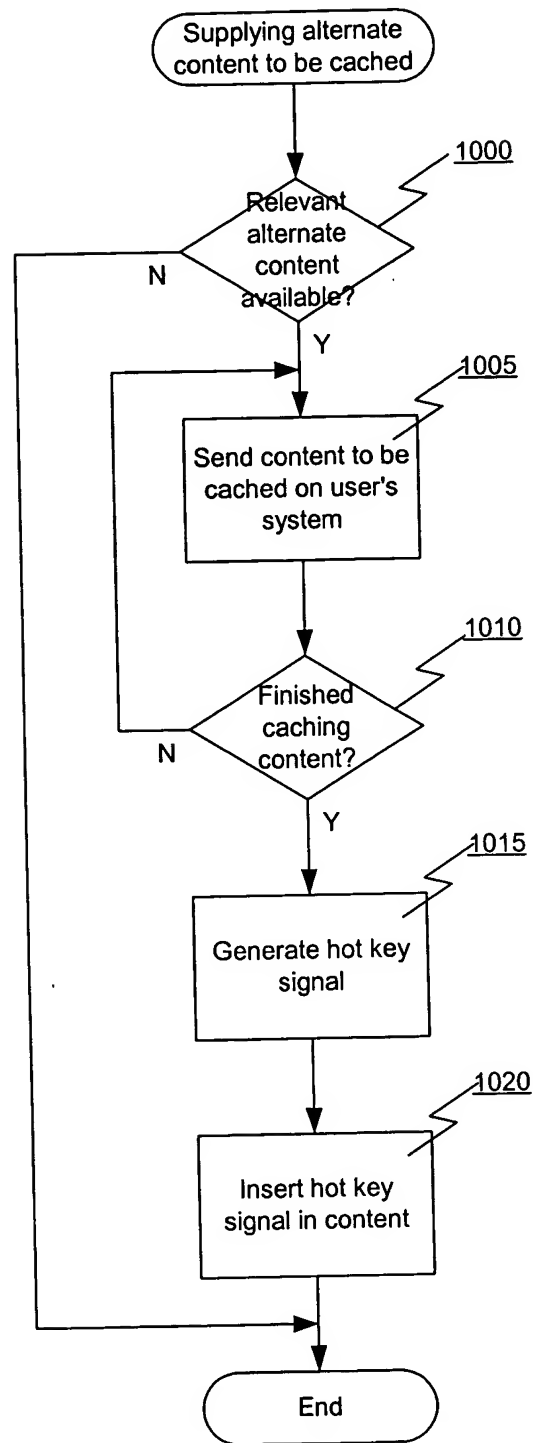 Supplying alternate
content to be cached
1000
Relevant
alternate
content
available?
N
Y
1005
Send content to be
cached on user's
system
1010
Finished
caching
content?
N
Y
1015
Generate hot key
signal
1020
Insert hot key
signal in content
End